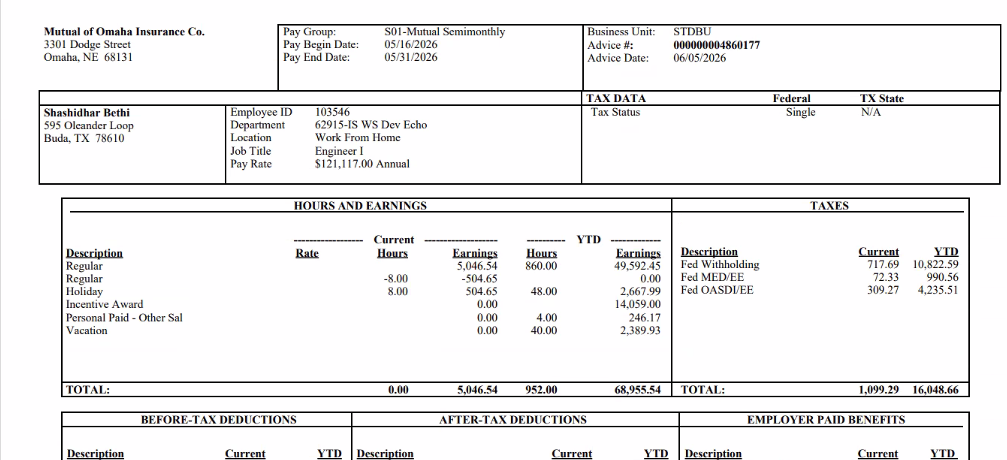 Mutual of Omaha Insurance Co.
3301 Dodge Street
Omaha, NE 68131
Pay Group: S01-Mutual Semimonthly
Pay Begin Date: 05/16/2026
Pay End Date: 05/31/2026
Business Unit: STDBU
Advice #: 000000004860177
Advice Date: 06/05/2026
Shashidhar Bethi
595 Oleander Loop
Buda, TX 78610
Employee ID 103546
Department 62915-IS WS Dev Echo
Location Work From Home
Job Title Engineer I
Pay Rate $121,117.00 Annual
TAX DATA Federal TX State
Tax Status Single N/A
HOURS AND EARNINGS
------------------ Current ------------------- ---------- YTD -------------
Description Rate Hours Earnings Hours Earnings
Regular 5,046.54 860.00 49,592.45
Regular -8.00 -504.65 0.00
Holiday 8.00 504.65 48.00 2,667.99
Incentive Award 0.00 14,059.00
Personal Paid - Other Sal 0.00 4.00 246.17
Vacation 0.00 40.00 2,389.93
TOTAL: 0.00 5,046.54 952.00 68,955.54
TAXES
Description Current YTD
Fed Withholding 717.69 10,822.59
Fed MED/EE 72.33 990.56
Fed OASDI/EE 309.27 4,235.51
TOTAL: 1,099.29 16,048.66
BEFORE-TAX DEDUCTIONS
Description Current YTD
AFTER-TAX DEDUCTIONS
Description Current YTD
EMPLOYER PAID BENEFITS
Description Current YTD